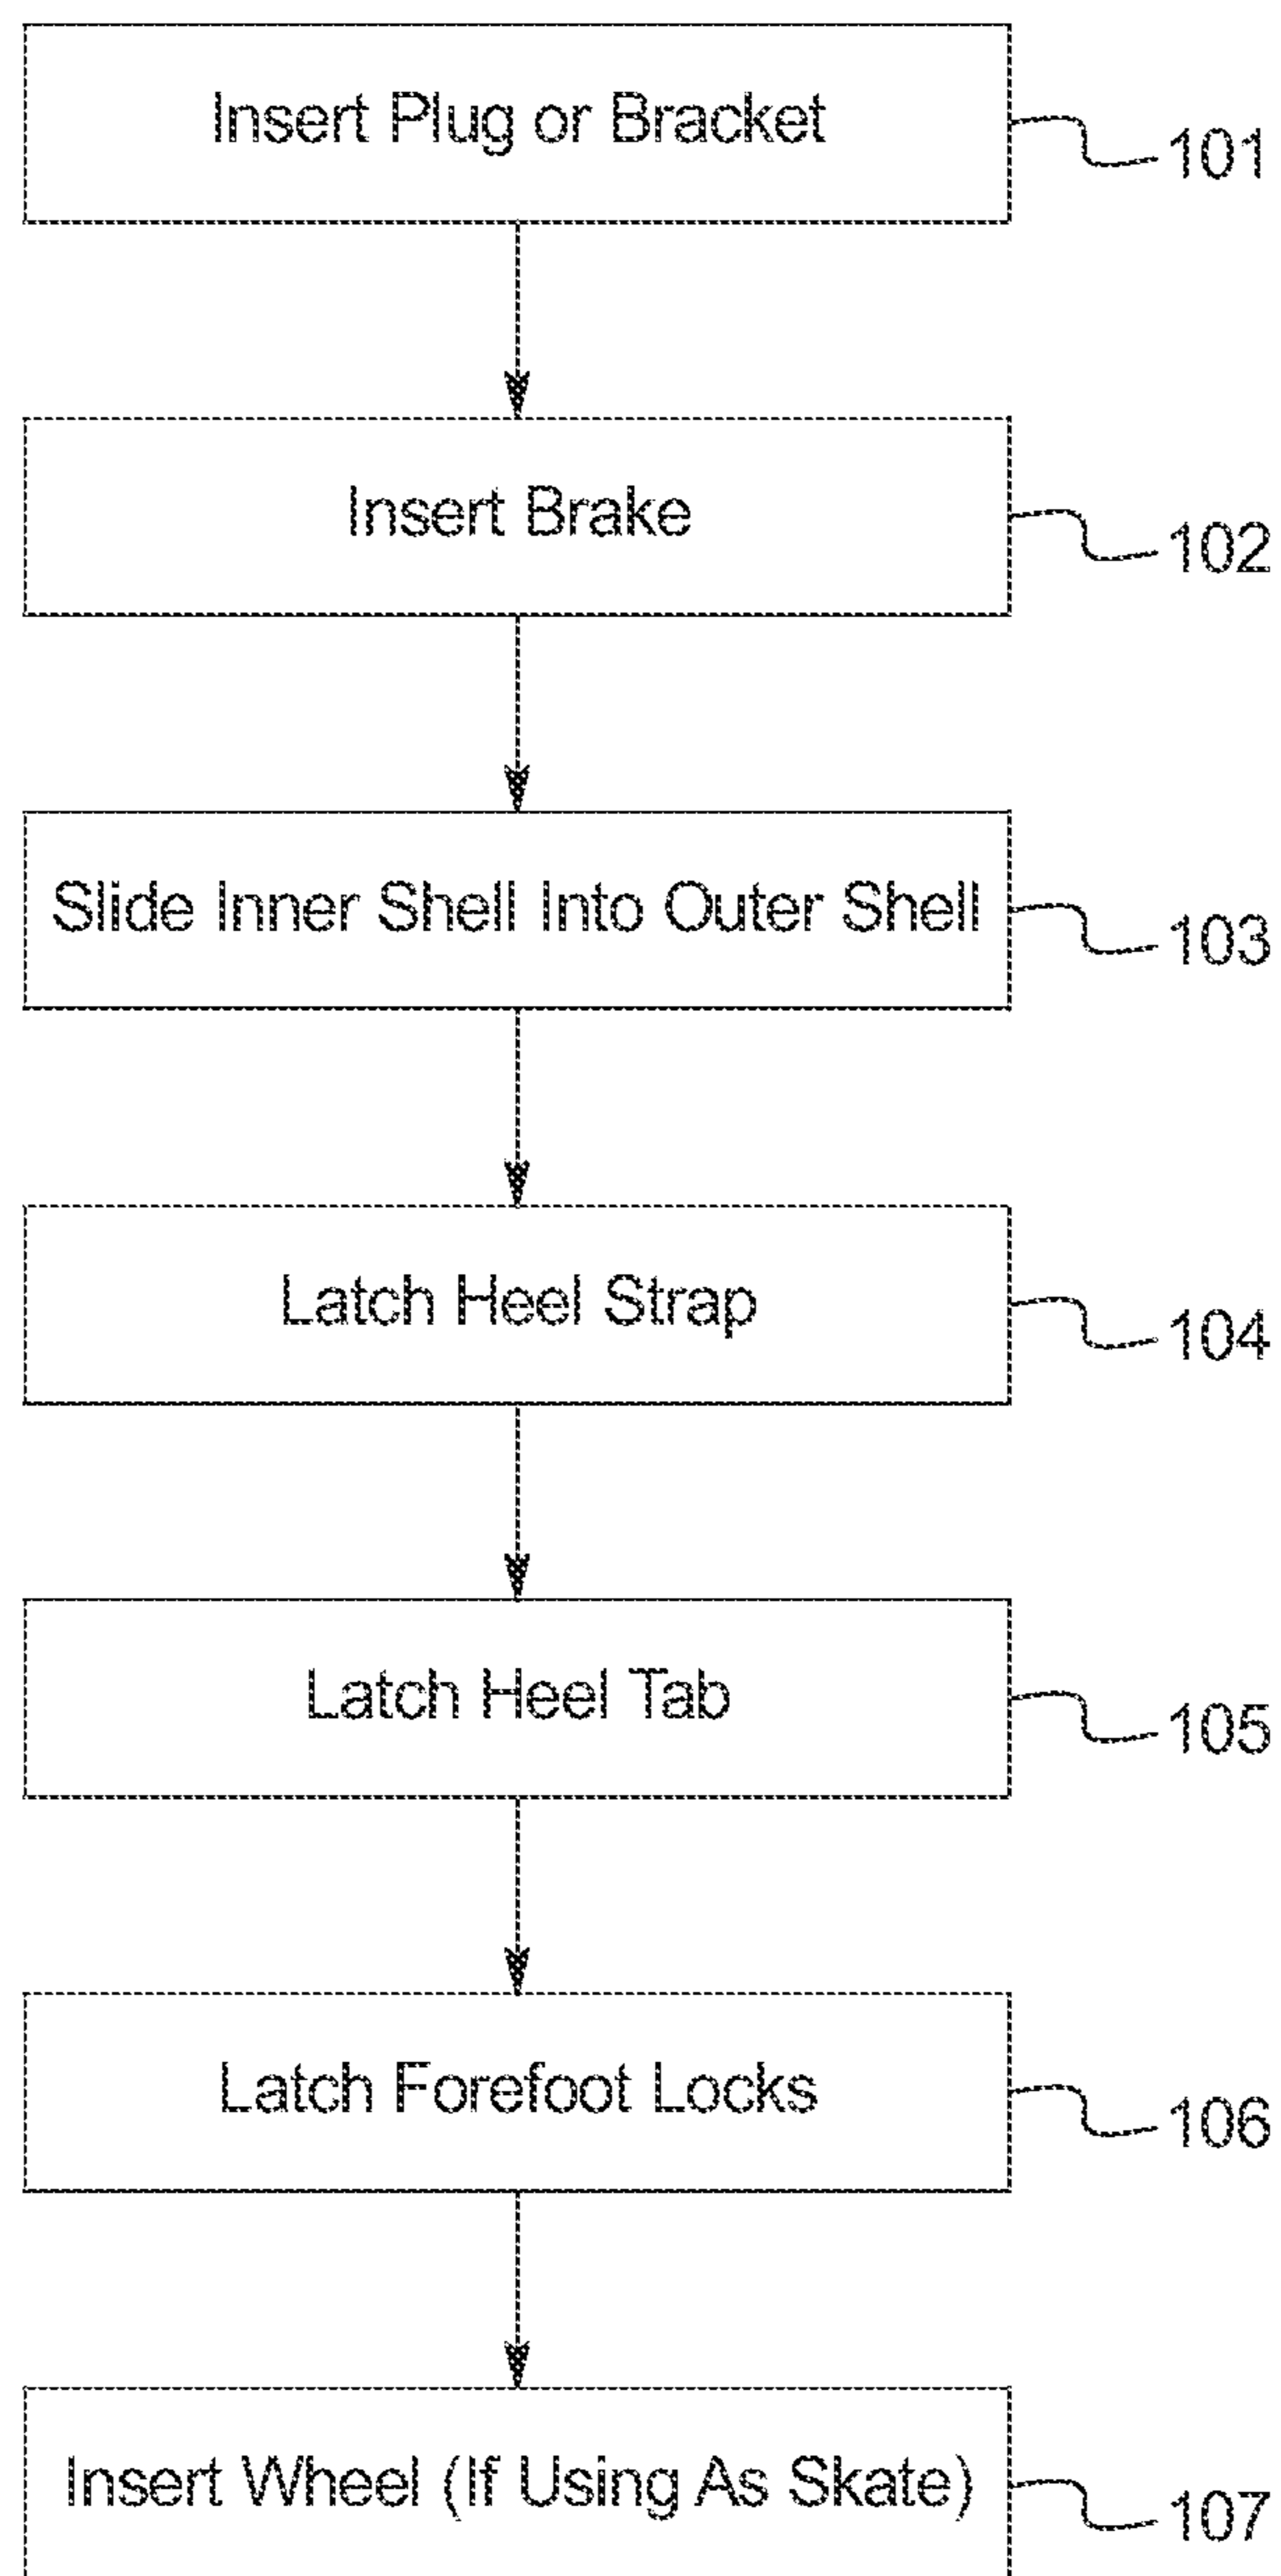 Insert Plug or Bracket
101
Insert Brake
102
Slide Inner Shell Into Outer Shell
103
Latch Heel Strap
104
Latch Heel Tab
105
Latch Forefoot Locks
106
Insert Wheel (If Using As Skate)
107